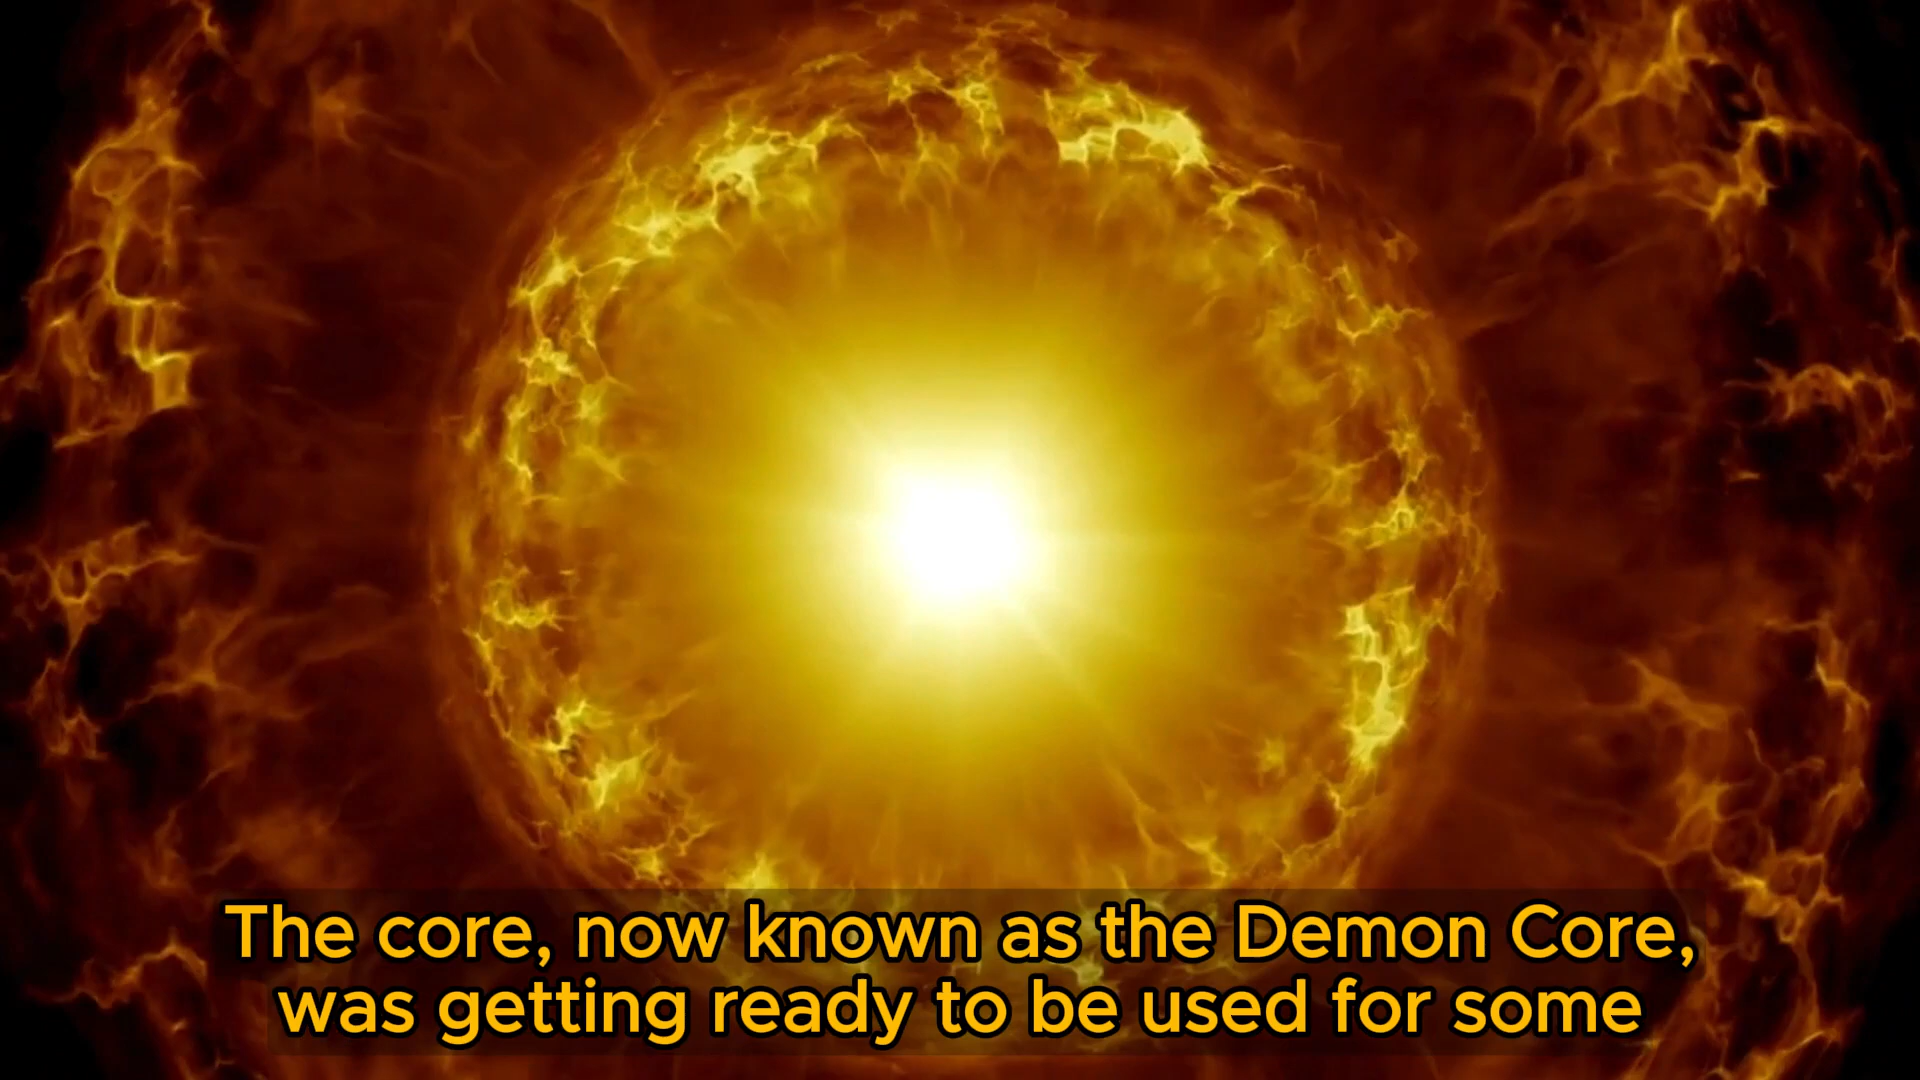 The core, now known as the Demon Core,
was getting ready to be used for some